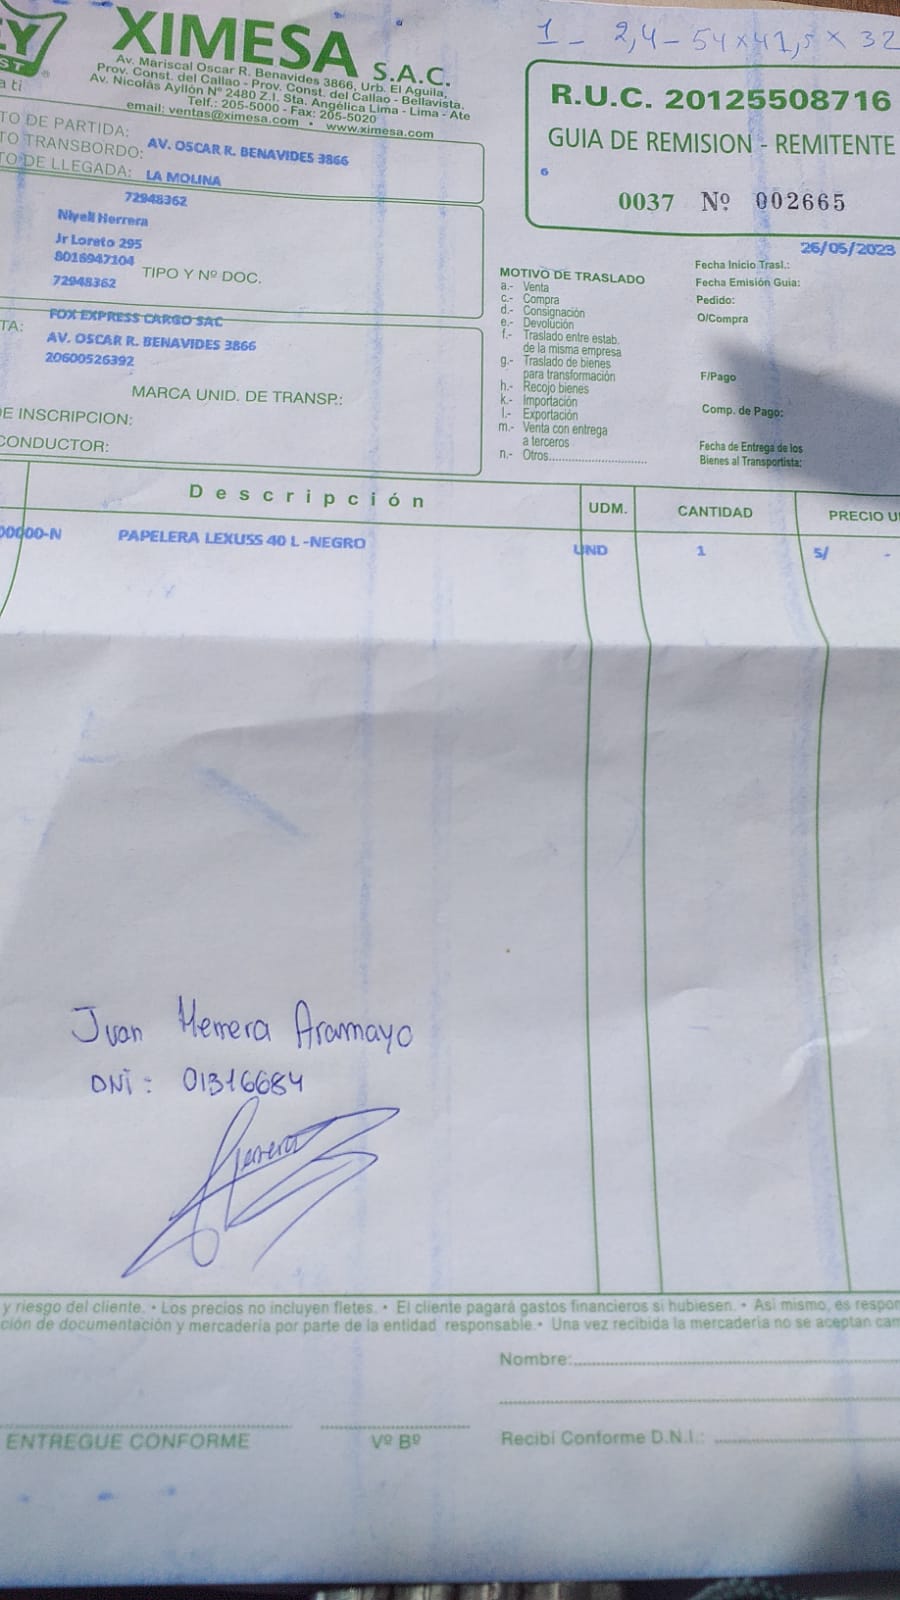 XIMESA S.A.C.
Av. Mariscal Oscar R. Benavides 3866, Urb. El Aguila,
Prov. Const. del Callao - Prov. Const. del Callao - Bellavista.
Av. Nicolás Ayllón Nº 2480 Z.I. Sta. Angélica Lima - Lima - Ate
Telf.: 205-5000 - Fax: 205-5020
email: ventas@ximesa.com • www.ximesa.com
1 - 2,4 - 54 x 41,5 x 32
R.U.C. 20125508716
GUIA DE REMISION - REMITENTE
6
0037 Nº 002665
TO DE PARTIDA:
TO TRANSBORDO: AV. OSCAR R. BENAVIDES 3866
TO DE LLEGADA: LA MOLINA
72948362
Niyell Herrera
Jr Loreto 295
8016947104
72948362 TIPO Y Nº DOC.
FOX EXPRESS CARGO SAC
TA: AV. OSCAR R. BENAVIDES 3866
20600526392
MARCA UNID. DE TRANSP.:
DE INSCRIPCION:
CONDUCTOR:
MOTIVO DE TRASLADO
a.- Venta
c.- Compra
d.- Consignación
e.- Devolución
f.- Traslado entre estab.
de la misma empresa
g.- Traslado de bienes
para transformación
h.- Recojo bienes
k.- Importación
l.- Exportación
m.- Venta con entrega
a terceros
n.- Otros
26/05/2023
Fecha Inicio Trasl.:
Fecha Emisión Guia:
Pedido:
O/Compra
F/Pago
Comp. de Pago:
Fecha de Entrega de los
Bienes al Transportista:
Descripción UDM. CANTIDAD PRECIO U
00000-N PAPELERA LEXUSS 40 L -NEGRO UND 1 S/ -
Juan Herrera Aramayo
DNi: 01316684
Herrera
y riesgo del cliente. • Los precios no incluyen fletes. • El cliente pagará gastos financieros si hubiesen. • Asi mismo, es respon
ción de documentación y mercaderia por parte de la entidad responsable. • Una vez recibida la mercaderia no se aceptan cam
Nombre:
ENTREGUE CONFORME Vº Bº Recibí Conforme D.N.I.: